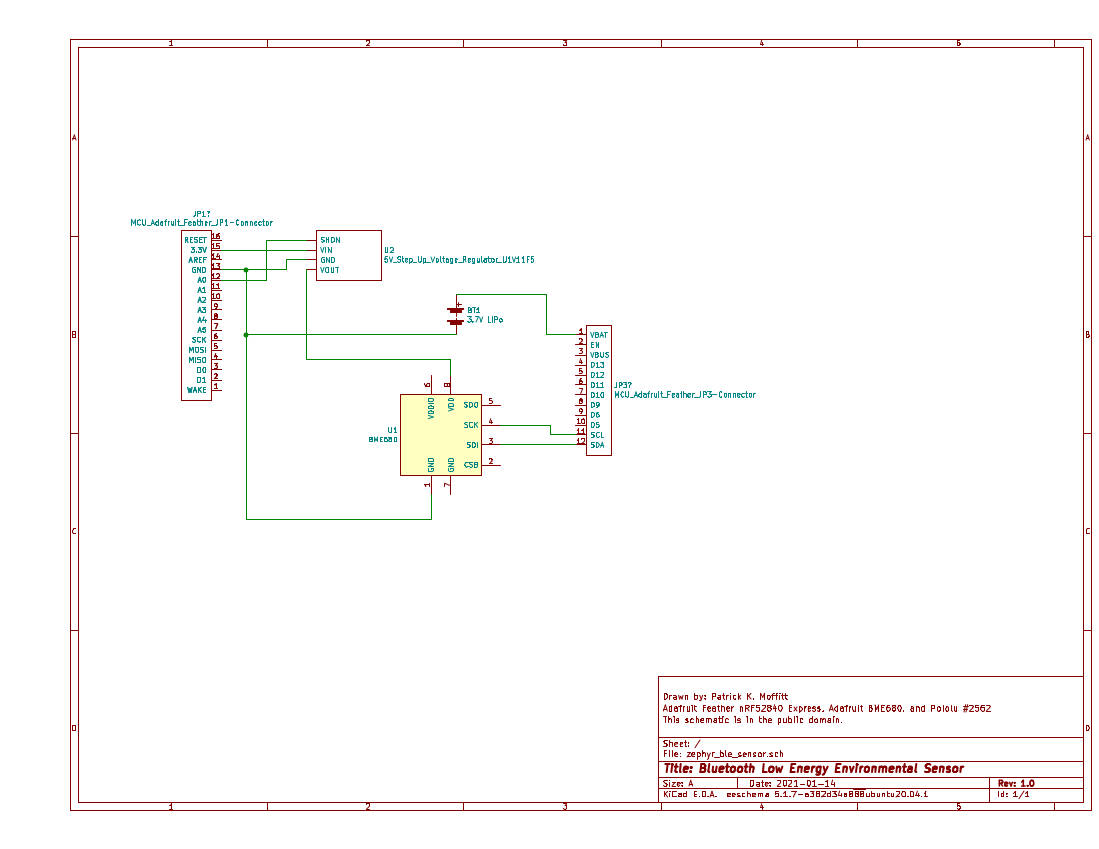 1 2 3 4 5
A A
JP1?
MCU_Adafruit_Feather_JP1-Connector
RESET 16
3.3V 15
AREF 14
GND 13
A0 12
A1 11
A2 10
A3 9
A4 8
A5 7
SCK 6
MOSI 5
MISO 4
D0 3
D1 2
WAKE 1
SHDN
VIN
GND
VOUT
U2
5V_Step_Up_Voltage_Regulator_U1V11F5
+
BT1
3.7V LiPo
B B
1 VBAT
2 EN
3 VBUS
4 D13
5 D12
6 D11
7 D10
8 D9
9 D6
10 D5
11 SCL
12 SDA
JP3?
MCU_Adafruit_Feather_JP3-Connector
6 8
VDDIO VDD
SDO 5
SCK 4
SDI 3
CSB 2
U1
BME680
GND GND
1 7
C C
D D
Drawn by: Patrick K. Moffitt
Adafruit Feather nRF52840 Express, Adafruit BME680, and Pololu #2562
This schematic is in the public domain.
Sheet: /
File: zephyr_ble_sensor.sch
Title: Bluetooth Low Energy Environmental Sensor
Size: A Date: 2021-01-14 Rev: 1.0
KiCad E.D.A. eeschema Id: 1/1
1 2 3 4 5